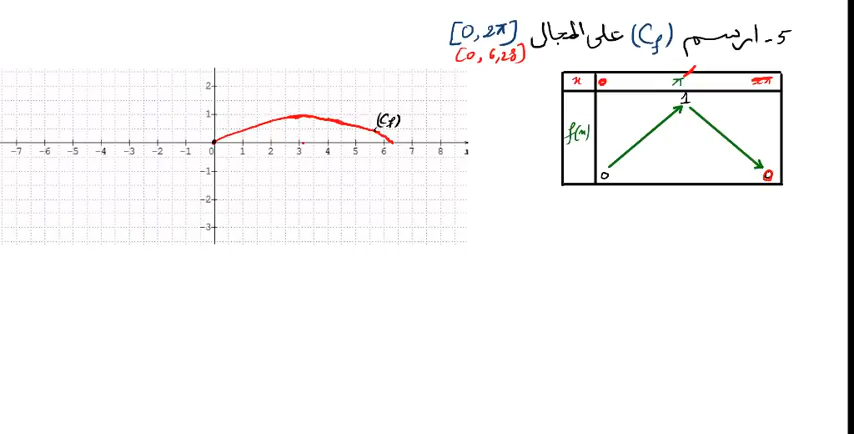 5 - ارسم (Cf) على المجال [0, 2π]
[0, 6,28]
x 0 π 2π
f(x) 0 1 0
(Cf)
2
1
-7 -6 -5 -4 -3 -2 -1 0 1 2 3 4 5 6 7 8 x
-1
-2
-3